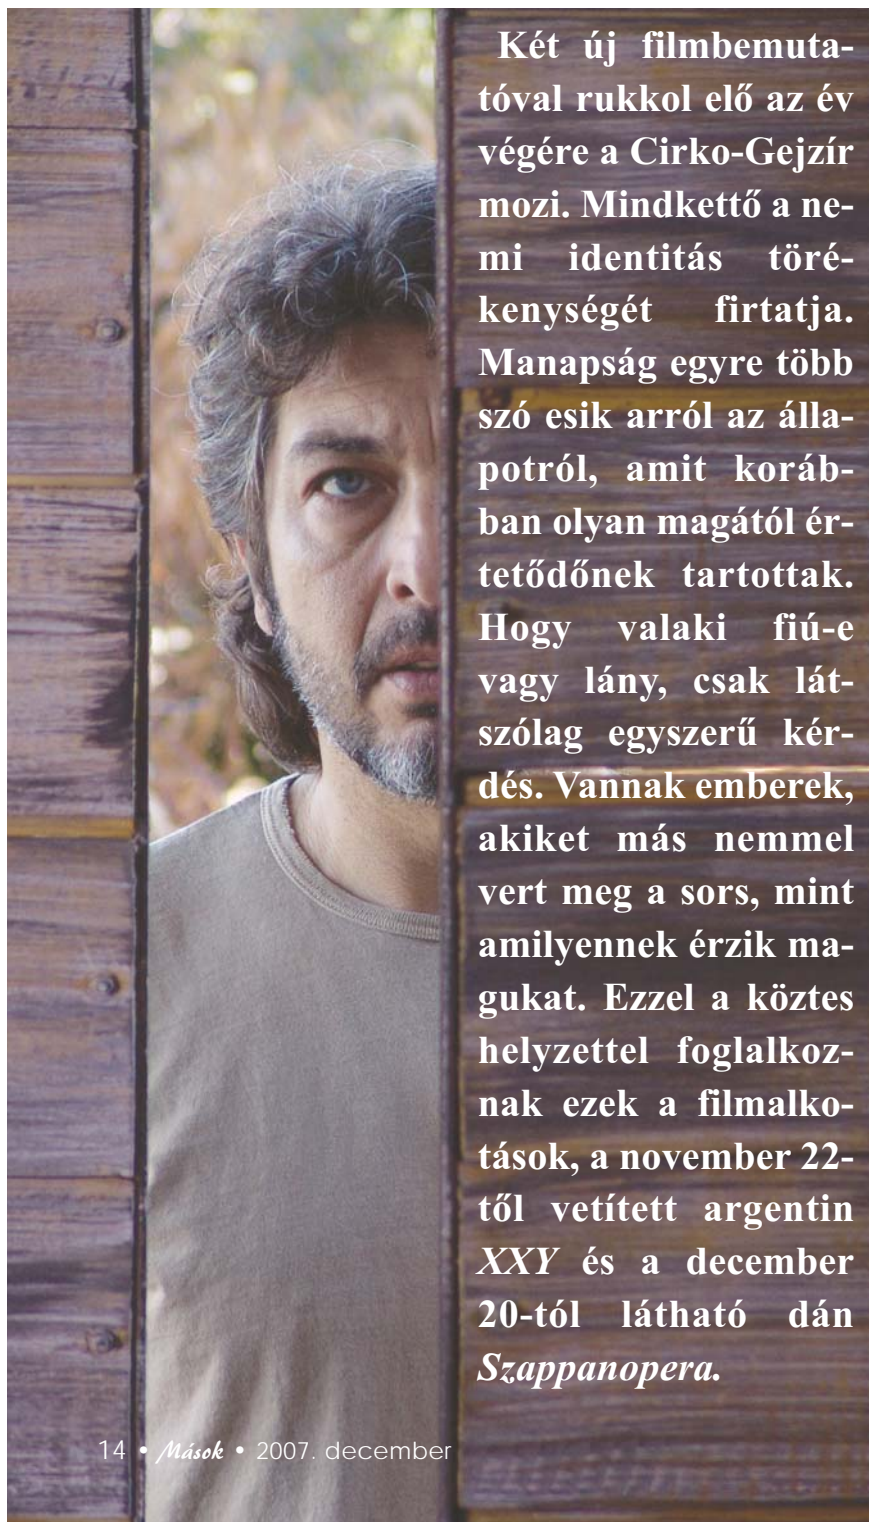 Két új filmbemuta-
tóval rukkol elő az év
végére a Cirko-Gejzír
mozi. Mindkettő a ne-
mi identitás töré-
kenységét firtatja.
Manapság egyre több
szó esik arról az álla-
potról, amit koráb-
ban olyan magától ér-
tetődőnek tartottak.
Hogy valaki fiú-e
vagy lány, csak lát-
szólag egyszerű kér-
dés. Vannak emberek,
akiket más nemmel
vert meg a sors, mint
amilyennek érzik ma-
gukat. Ezzel a köztes
helyzettel foglalkoz-
nak ezek a filmalko-
tások, a november 22-
től vetített argentin
XXY és a december
20-tól látható dán
Szappanopera.
14 • Mások • 2007. december